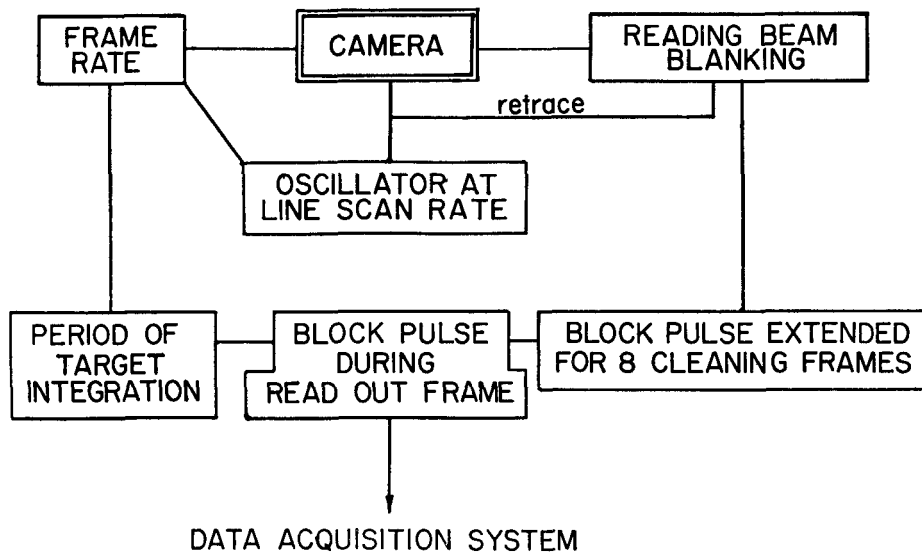 FRAME
RATE
CAMERA
READING BEAM
BLANKING
retrace
OSCILLATOR AT
LINE SCAN RATE
PERIOD OF
TARGET
INTEGRATION
BLOCK PULSE
DURING
READ OUT FRAME
BLOCK PULSE EXTENDED
FOR 8 CLEANING FRAMES
DATA ACQUISITION SYSTEM